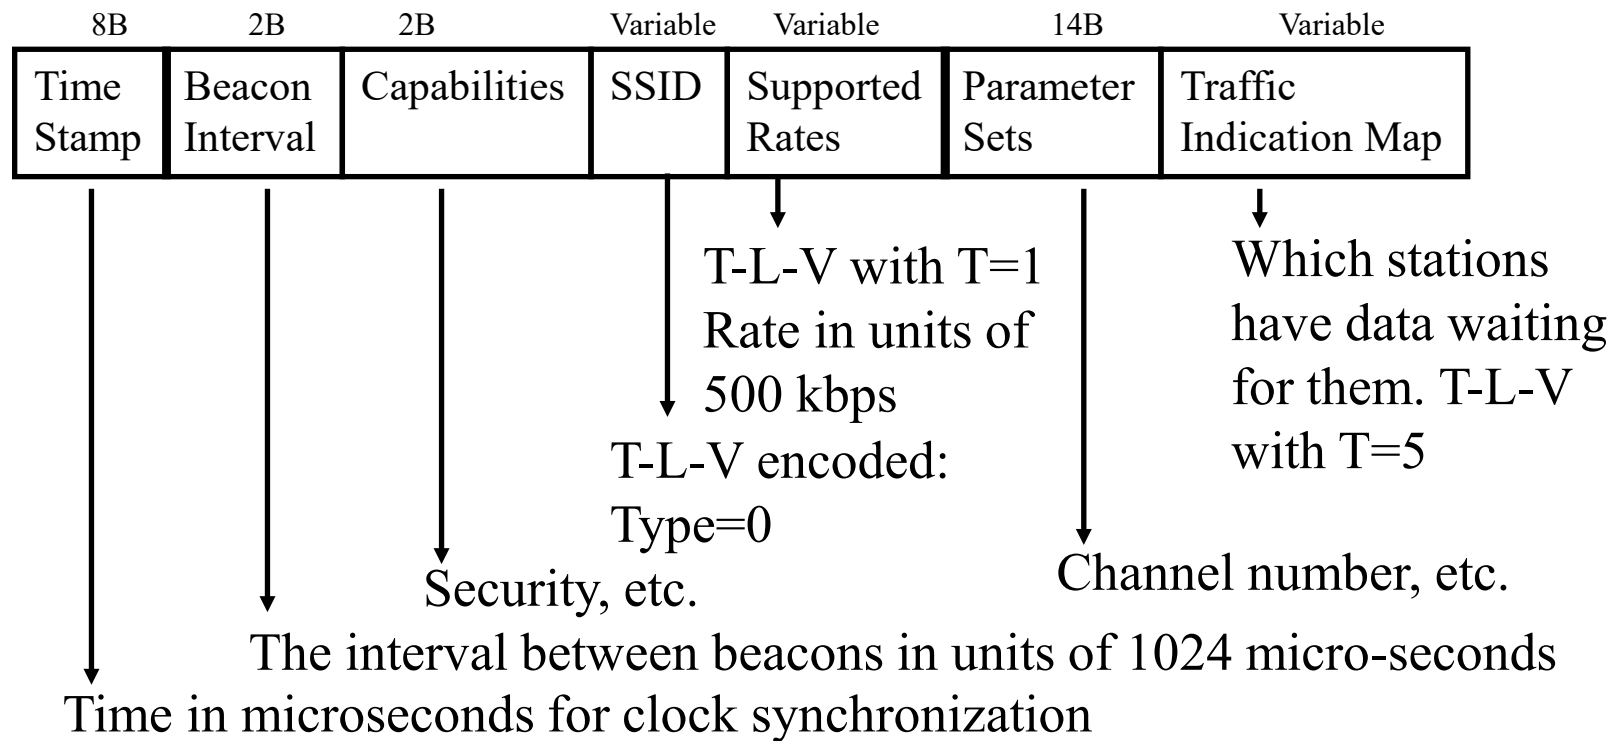 8B 2B 2B Variable Variable 14B Variable
Time Stamp
Beacon Interval
Capabilities
SSID
Supported Rates
Parameter Sets
Traffic Indication Map
T-L-V with T=1
Rate in units of
500 kbps
Which stations
have data waiting
for them. T-L-V
with T=5
T-L-V encoded:
Type=0
Security, etc.
Channel number, etc.
The interval between beacons in units of 1024 micro-seconds
Time in microseconds for clock synchronization